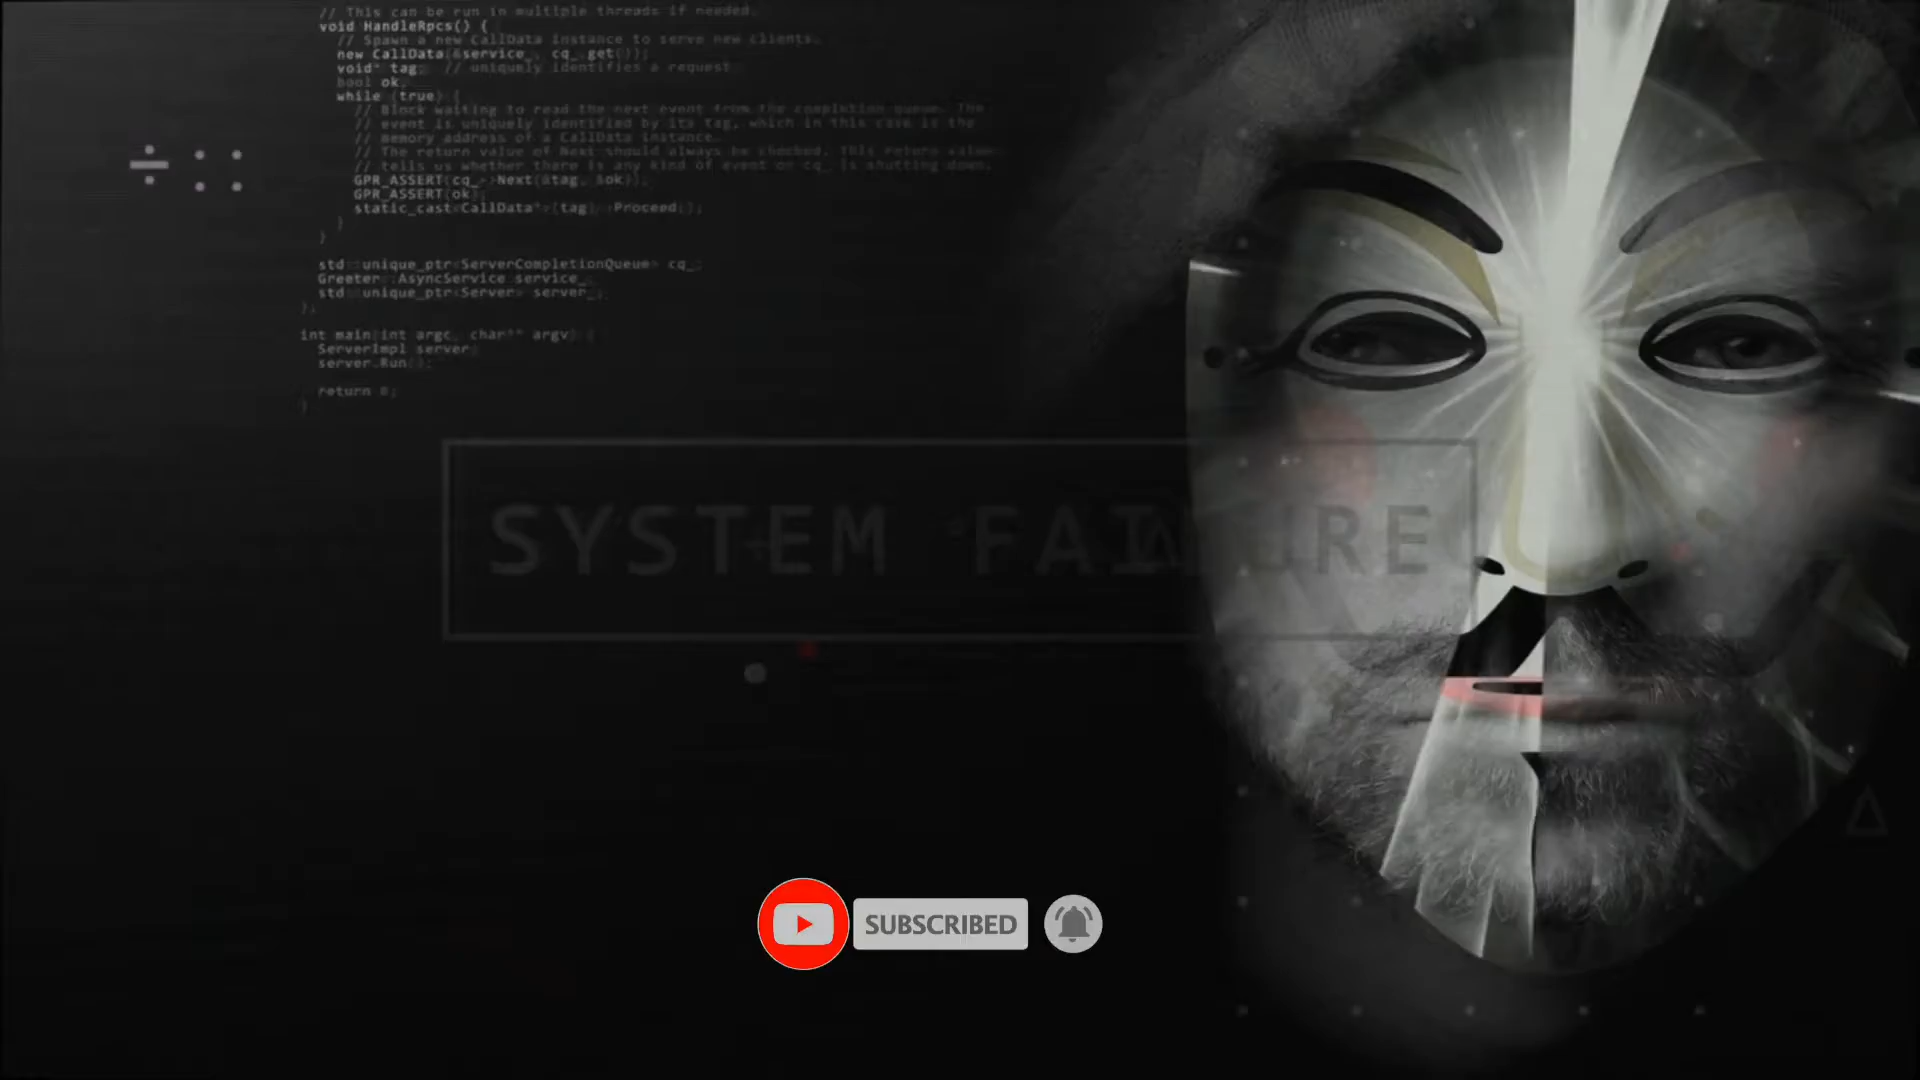 // This can be run in multiple threads if needed.
void HandleRpcs() {
// Spawn a new CallData instance to serve new clients.
new CallData(&service_, cq_.get());
void* tag; // uniquely identifies a request.
bool ok;
while (true) {
// Block waiting to read the next event from the completion queue. The
// event is uniquely identified by its tag, which in this case is the
// memory address of a CallData instance.
// The return value of Next should always be checked. This return value
// tells us whether there is any kind of event or cq_ is shutting down.
GPR_ASSERT(cq_->Next(&tag, &ok));
GPR_ASSERT(ok);
static_cast<CallData*>(tag)->Proceed();
}
}
std::unique_ptr<ServerCompletionQueue> cq_;
Greeter::AsyncService service_;
std::unique_ptr<Server> server_;
};
int main(int argc, char** argv) {
ServerImpl server;
server.Run();
return 0;
}
SYSTEM FAILURE
SUBSCRIBED